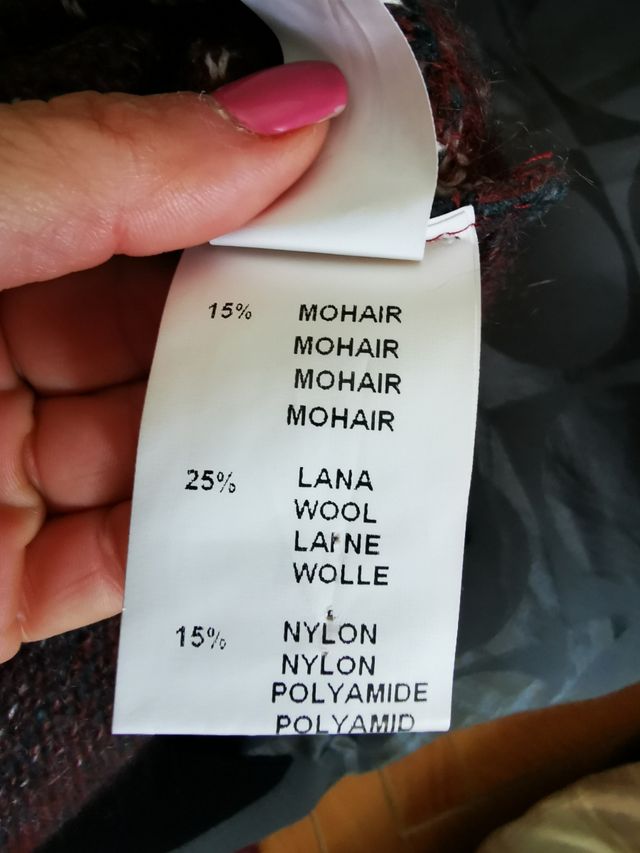 15% MOHAIR
MOHAIR
MOHAIR
MOHAIR
25% LANA
WOOL
LAINE
WOLLE
15% NYLON
NYLON
POLYAMIDE
POLYAMID